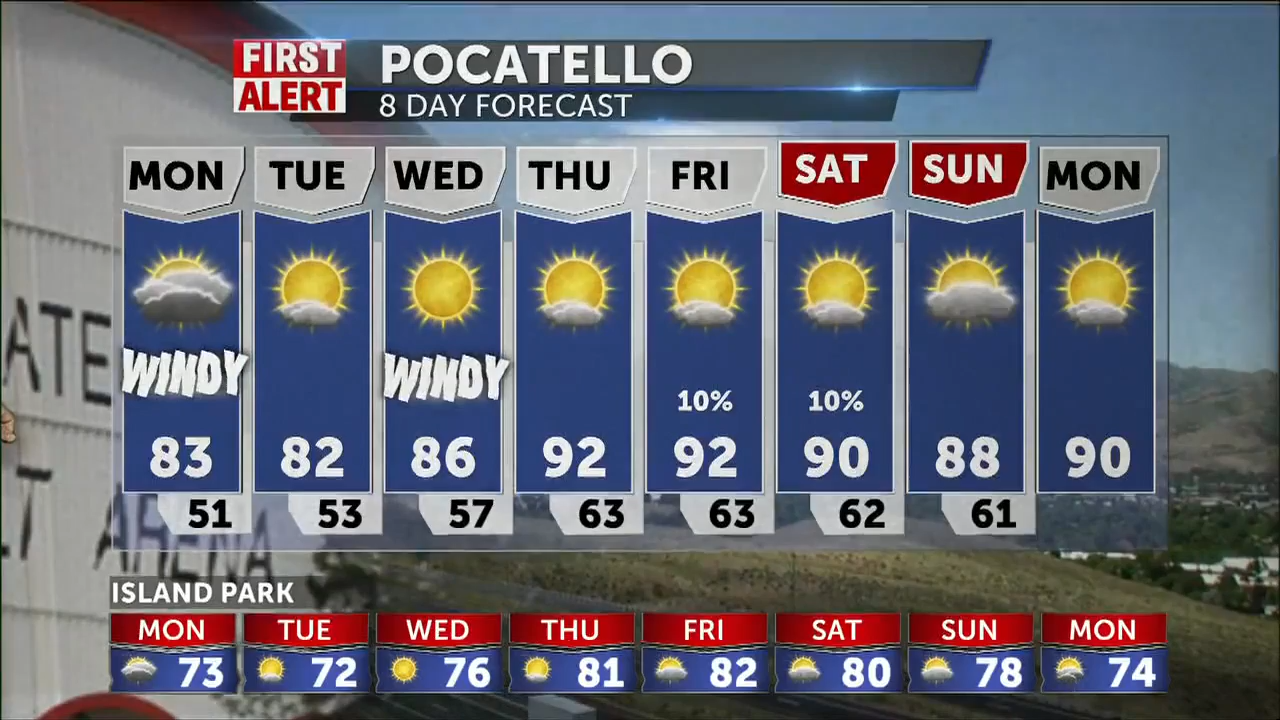 FIRST
ALERT
POCATELLO
8 DAY FORECAST
MON TUE WED THU FRI SAT SUN MON
WINDY WINDY
10% 10%
83 82 86 92 92 90 88 90
51 53 57 63 63 62 61
ATE
T ARENA
ISLAND PARK
MON TUE WED THU FRI SAT SUN MON
73 72 76 81 82 80 78 74